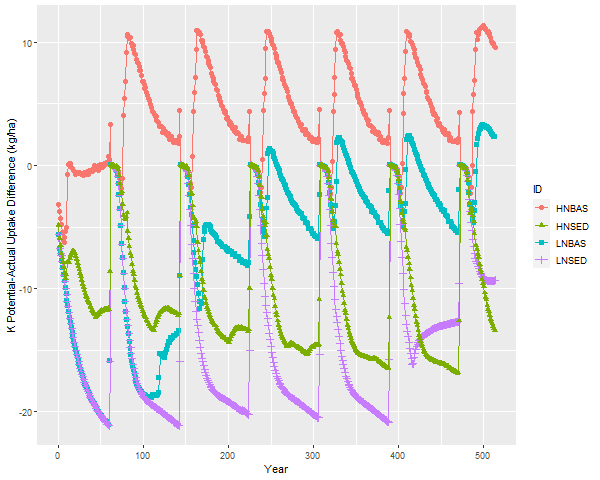 K Potential-Actual Uptake Difference (kg/ha)
10
0
-10
-20
0
100
200
300
400
500
Year
ID
HNBAS
HNSED
LNBAS
LNSED